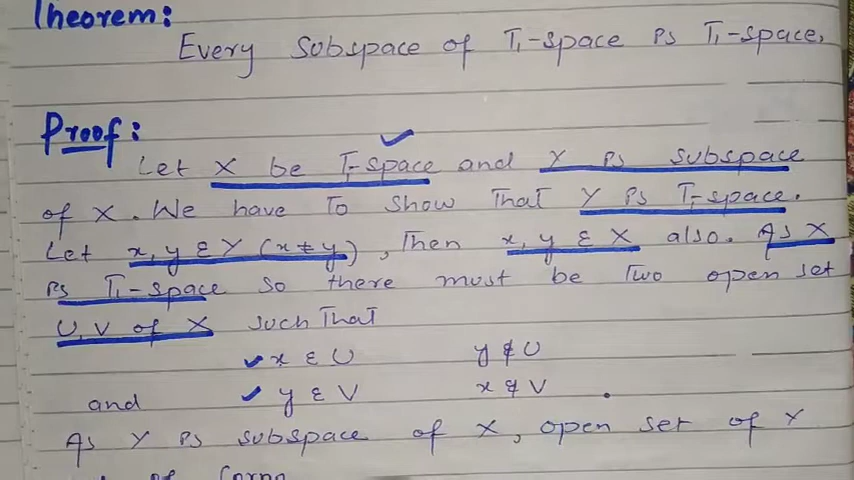 Theorem:
Every Subspace of T₁-space is T₁-space.
Proof:
Let X be T₁-space and Y is subspace
of X. We have To show That Y is T₁-space.
Let x, y ε Y (x ≠ y), Then x, y ε X also. As X
is T₁-space so there must be Two open set
U, V of X such That
x ε U y ∉ U
and y ε V x ∉ V .
As Y is subspace of X, open set of Y
of